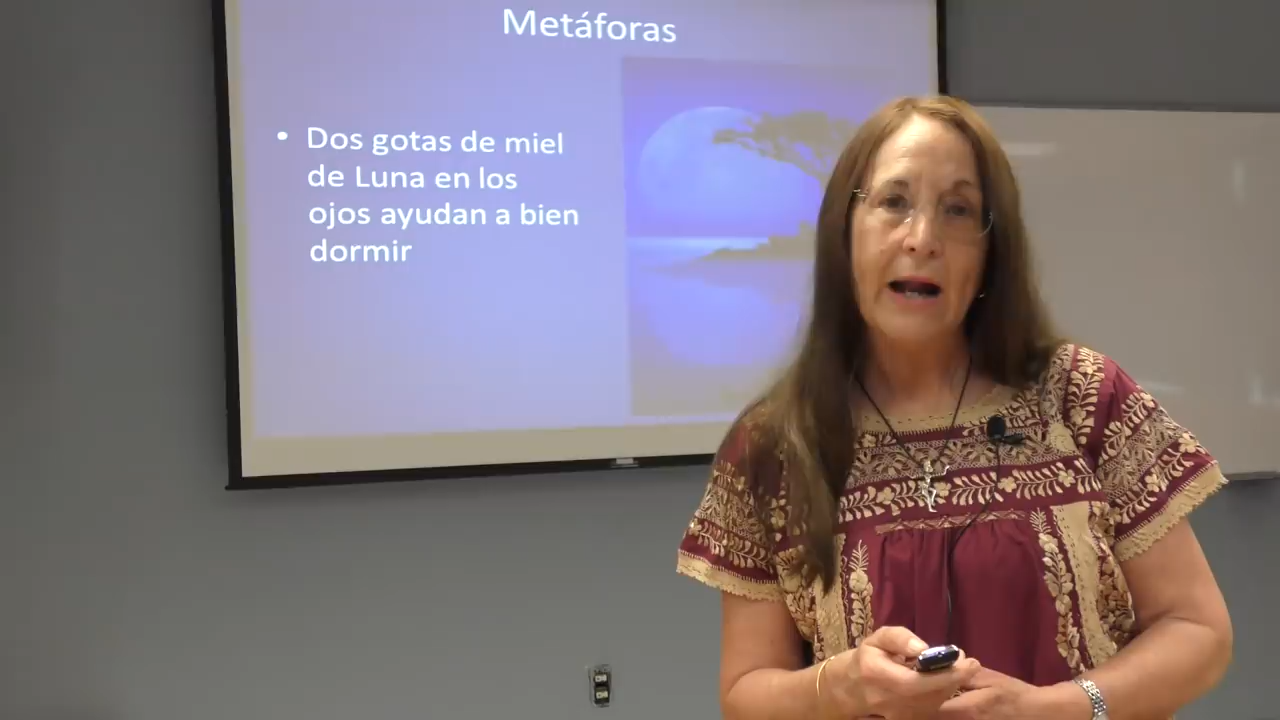 Metáforas
• Dos gotas de miel
de Luna en los
ojos ayudan a bien
dormir